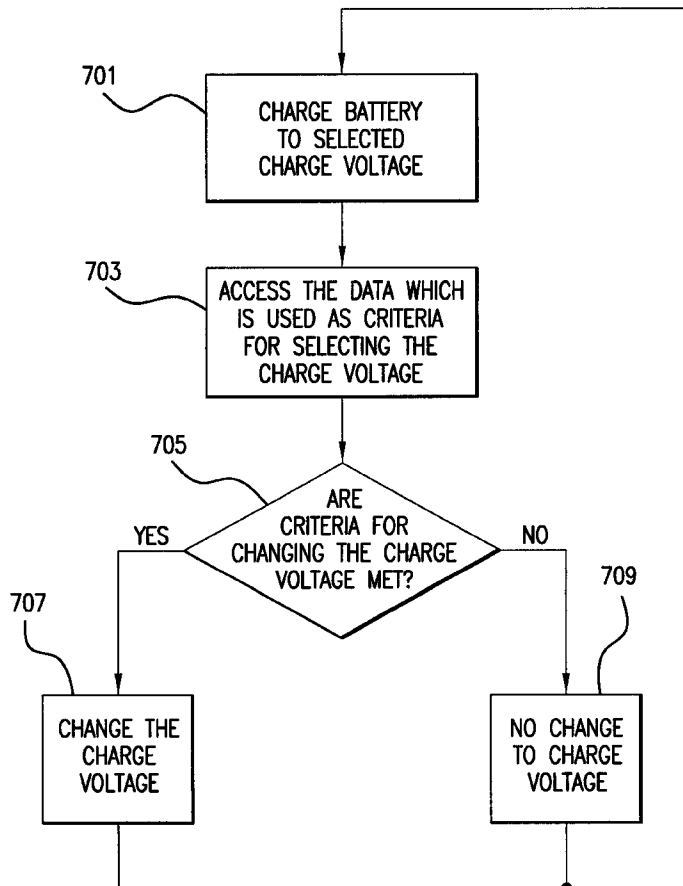 701
CHARGE BATTERY
TO SELECTED
CHARGE VOLTAGE
703
ACCESS THE DATA WHICH
IS USED AS CRITERIA
FOR SELECTING THE
CHARGE VOLTAGE
705
ARE
CRITERIA FOR
CHANGING THE CHARGE
VOLTAGE MET?
YES
NO
707
CHANGE THE
CHARGE
VOLTAGE
709
NO CHANGE
TO CHARGE
VOLTAGE